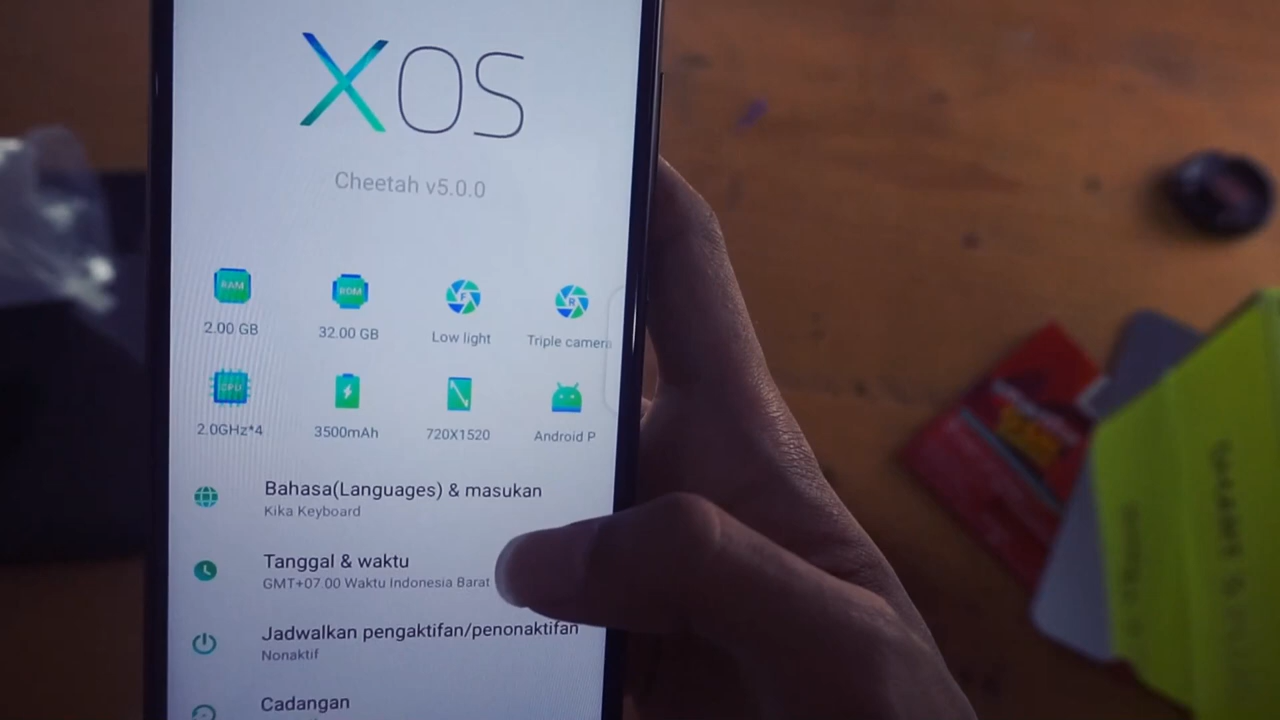 XOS
Cheetah v5.0.0
RAM
ROM
F
R
2.00 GB
32.00 GB
Low light
Triple camera
CPU
2.0GHz*4
3500mAh
720X1520
Android P
Bahasa(Languages) & masukan
Kika Keyboard
Tanggal & waktu
GMT+07.00 Waktu Indonesia Barat
Jadwalkan pengaktifan/penonaktifan
Nonaktif
Cadangan